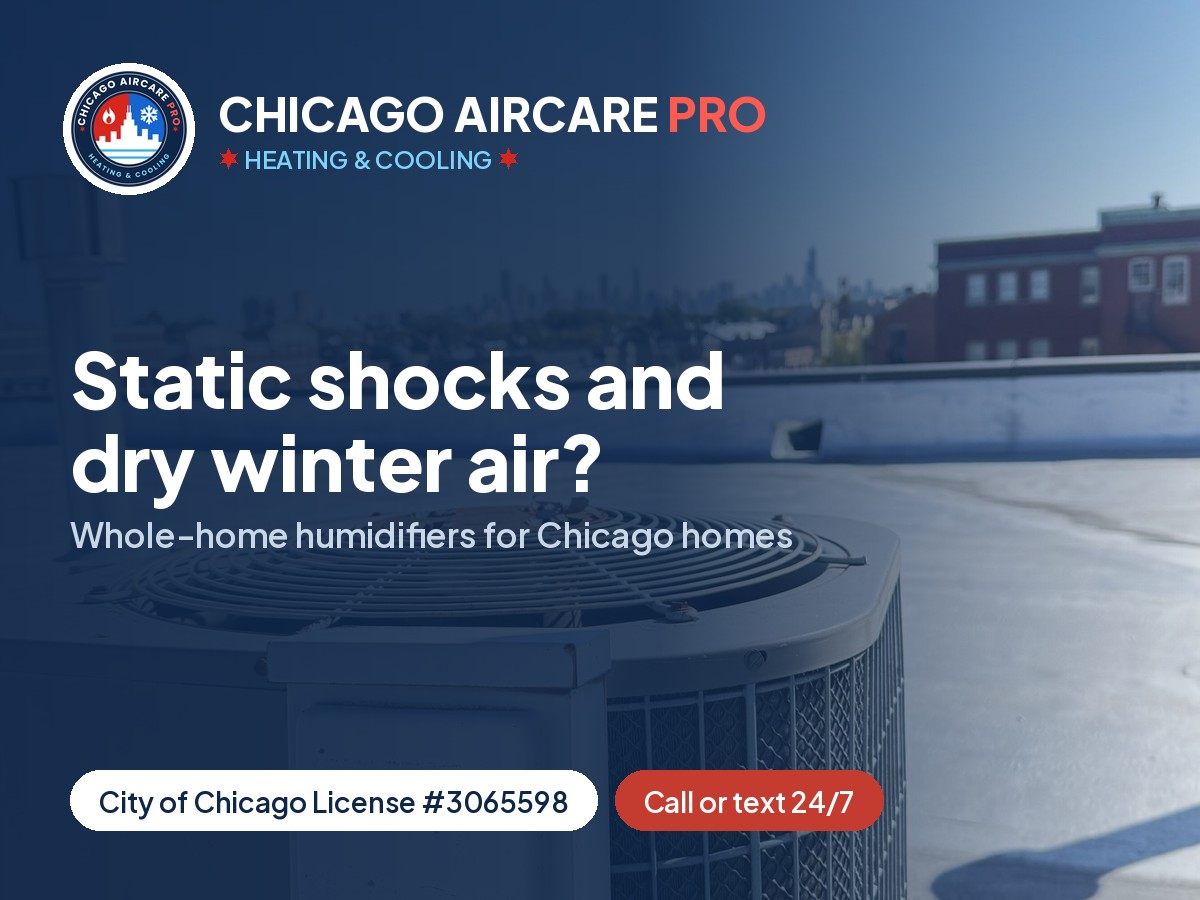 CHICAGO AIRCARE PRO
HEATING & COOLING
CHICAGO AIRCARE PRO
HEATING & COOLING
Static shocks and
dry winter air?
Whole-home humidifiers for Chicago homes
City of Chicago License #3065598
Call or text 24/7